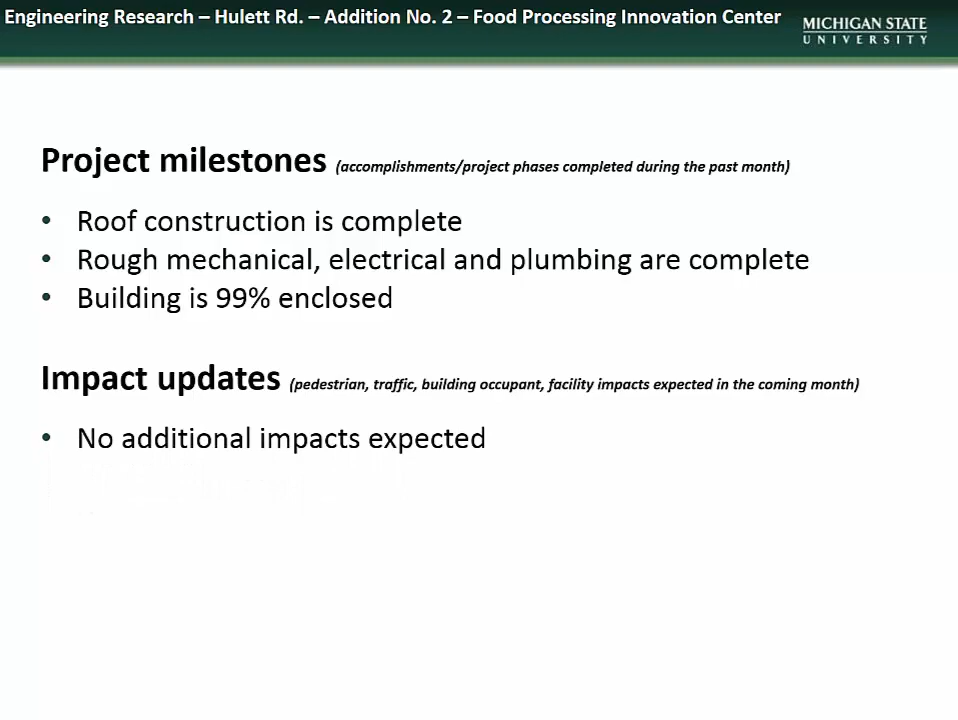 Engineering Research – Hulett Rd. – Addition No. 2 – Food Processing Innovation Center
MICHIGAN STATE
UNIVERSITY
Project milestones (accomplishments/project phases completed during the past month)
• Roof construction is complete
• Rough mechanical, electrical and plumbing are complete
• Building is 99% enclosed
Impact updates (pedestrian, traffic, building occupant, facility impacts expected in the coming month)
• No additional impacts expected